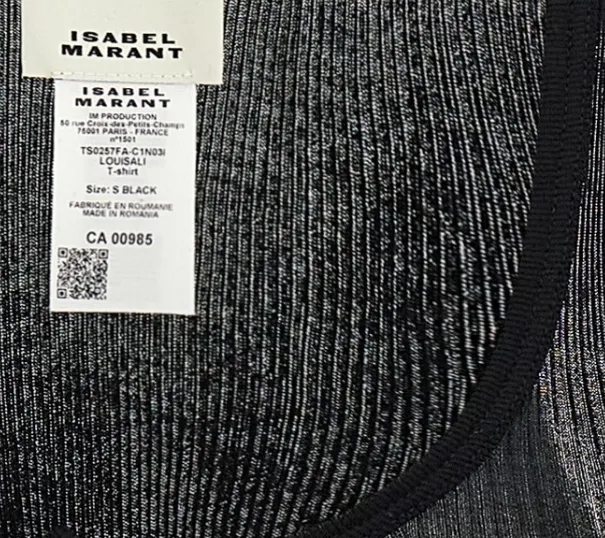 ISABEL
MARANT
ISABEL
MARANT
IM PRODUCTION
50 rue Croix-des-Petits-Champs
75001 PARIS - FRANCE
n°1501
TS0257FA-C1N03I
LOUISALI
T-shirt
Size: S BLACK
FABRIQUÉ EN ROUMANIE
MADE IN ROMANIA
CA 00985